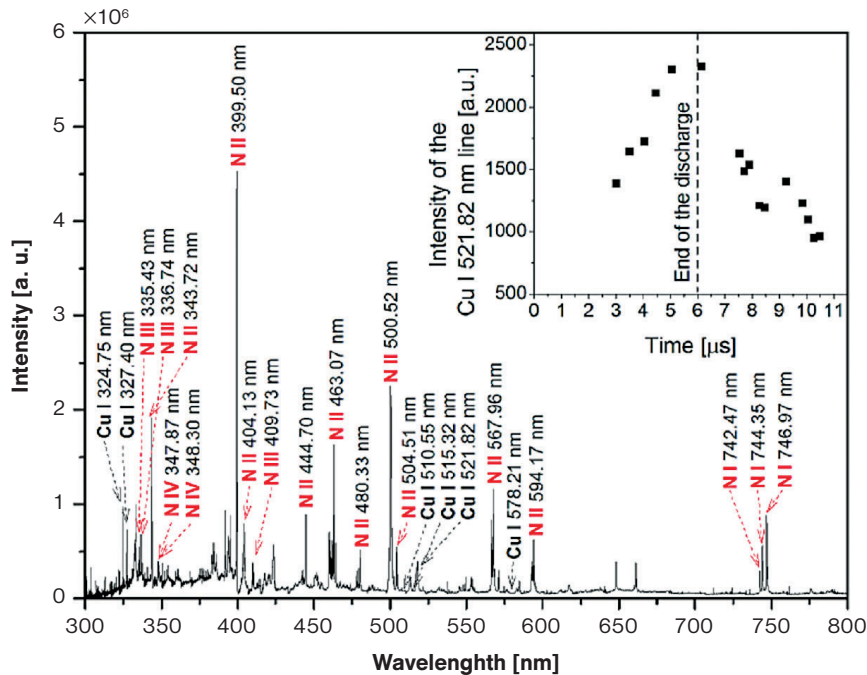 ×10⁶
6
5
4
3
2
1
0
Intensity [a. u.]
300
350
400
450
500
550
600
650
700
750
800
Wavelenghth [nm]
Cu I 324.75 nm
Cu I 327.40 nm
N III 335.43 nm
N III 336.74 nm
N II 343.72 nm
N IV 347.87 nm
N IV 348.30 nm
N II 399.50 nm
N II 404.13 nm
N III 409.73 nm
N II 444.70 nm
N II 463.07 nm
N II 480.33 nm
N II 500.52 nm
N II 504.51 nm
Cu I 510.55 nm
Cu I 515.32 nm
Cu I 521.82 nm
N II 567.96 nm
Cu I 578.21 nm
N II 594.17 nm
N I 742.47 nm
N I 744.35 nm
N I 746.97 nm
Intensity of the
Cu I 521.82 nm line [a.u.]
2500
2000
1500
1000
500
End of the discharge
0
1
2
3
4
5
6
7
8
9
10
11
Time [µs]